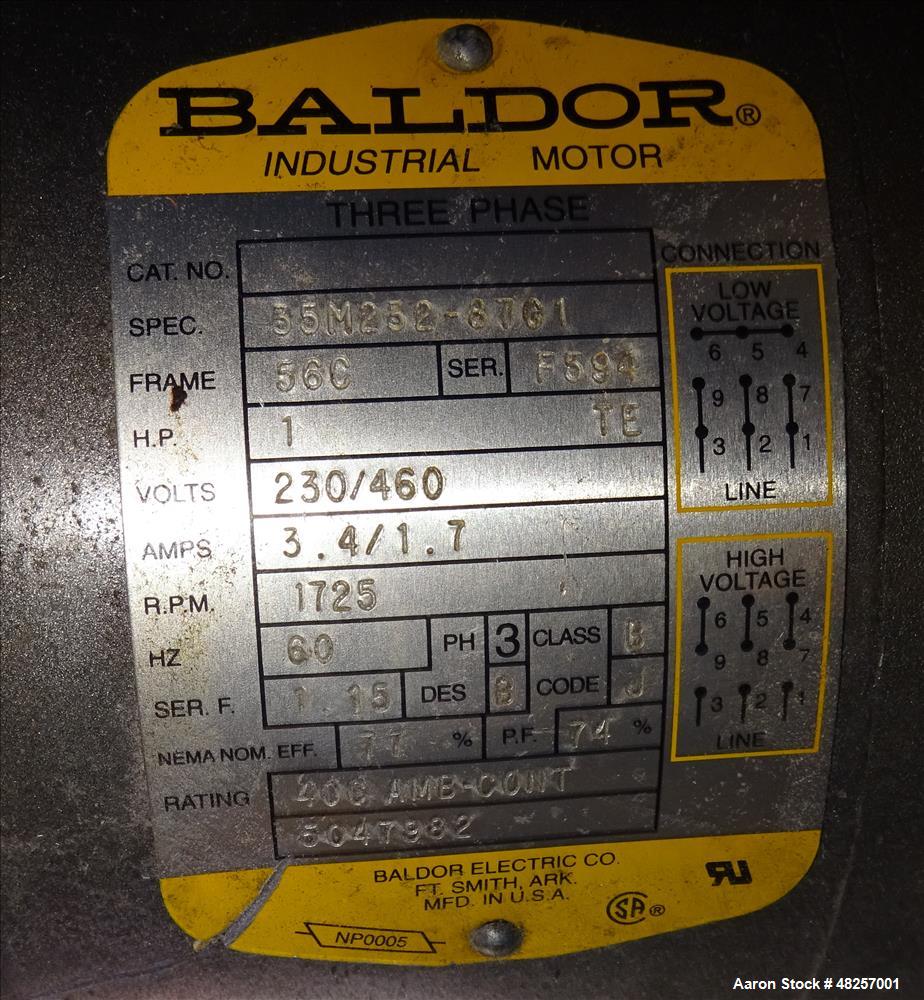 BALDOR®
INDUSTRIAL MOTOR
THREE PHASE
CAT. NO.
SPEC. 35M252-87G1
FRAME 56C SER. F594
H.P. 1 TE
VOLTS 230/460
AMPS 3.4/1.7
R.P.M. 1725
HZ 60 PH 3 CLASS B
SER. F. 1.15 DES B CODE J
NEMA NOM. EFF. 77 % P.F. 74 %
RATING 40C AMB-CONT
5047982
CONNECTION
LOW
VOLTAGE
6 5 4
9 8 7
3 2 1
LINE
HIGH
VOLTAGE
6 5 4
9 8 7
3 2 1
LINE
BALDOR ELECTRIC CO.
FT. SMITH, ARK.
MFD. IN U.S.A.
NP0005
SA®
RU
Aaron Stock # 48257001